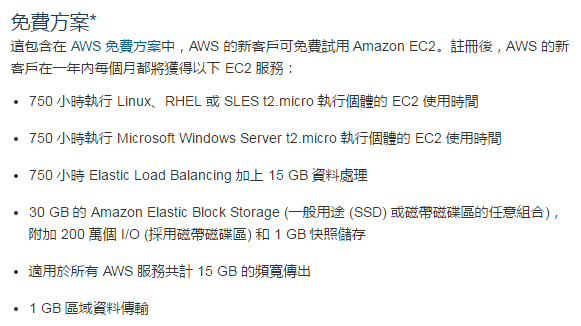 免費方案*
這包含在 AWS 免費方案中，AWS 的新客戶可免費試用 Amazon EC2。註冊後，AWS 的新
客戶在一年內每個月都將獲得以下 EC2 服務：
• 750 小時執行 Linux、RHEL 或 SLES t2.micro 執行個體的 EC2 使用時間
• 750 小時執行 Microsoft Windows Server t2.micro 執行個體的 EC2 使用時間
• 750 小時 Elastic Load Balancing 加上 15 GB 資料處理
• 30 GB 的 Amazon Elastic Block Storage (一般用途 (SSD) 或磁帶磁碟區的任意組合)，
附加 200 萬個 I/O (採用磁帶磁碟區) 和 1 GB 快照儲存
• 適用於所有 AWS 服務共計 15 GB 的頻寬傳出
• 1 GB 區域資料傳輸